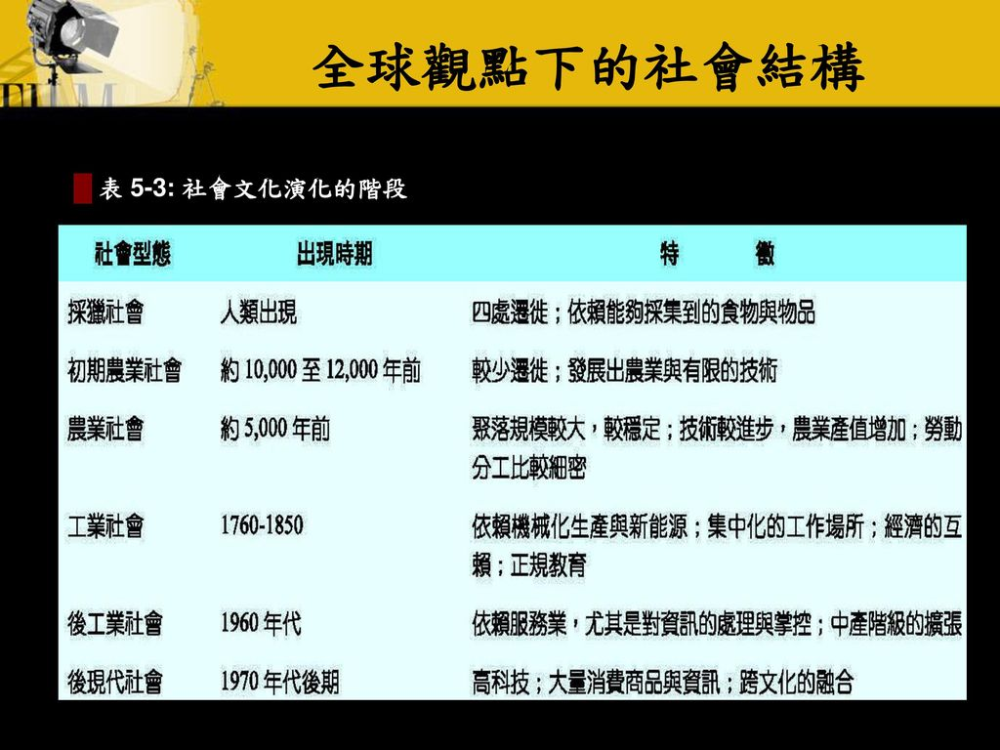 全球觀點下的社會結構
表 5-3: 社會文化演化的階段
社會型態 出現時期 特 徵
採獵社會 人類出現 四處遷徙；依賴能夠採集到的食物與物品
初期農業社會 約 10,000 至 12,000 年前 較少遷徙；發展出農業與有限的技術
農業社會 約 5,000 年前 聚落規模較大，較穩定；技術較進步，農業產值增加；勞動
分工比較細密
工業社會 1760-1850 依賴機械化生產與新能源；集中化的工作場所；經濟的互
賴；正規教育
後工業社會 1960 年代 依賴服務業，尤其是對資訊的處理與掌控；中產階級的擴張
後現代社會 1970 年代後期 高科技；大量消費商品與資訊；跨文化的融合